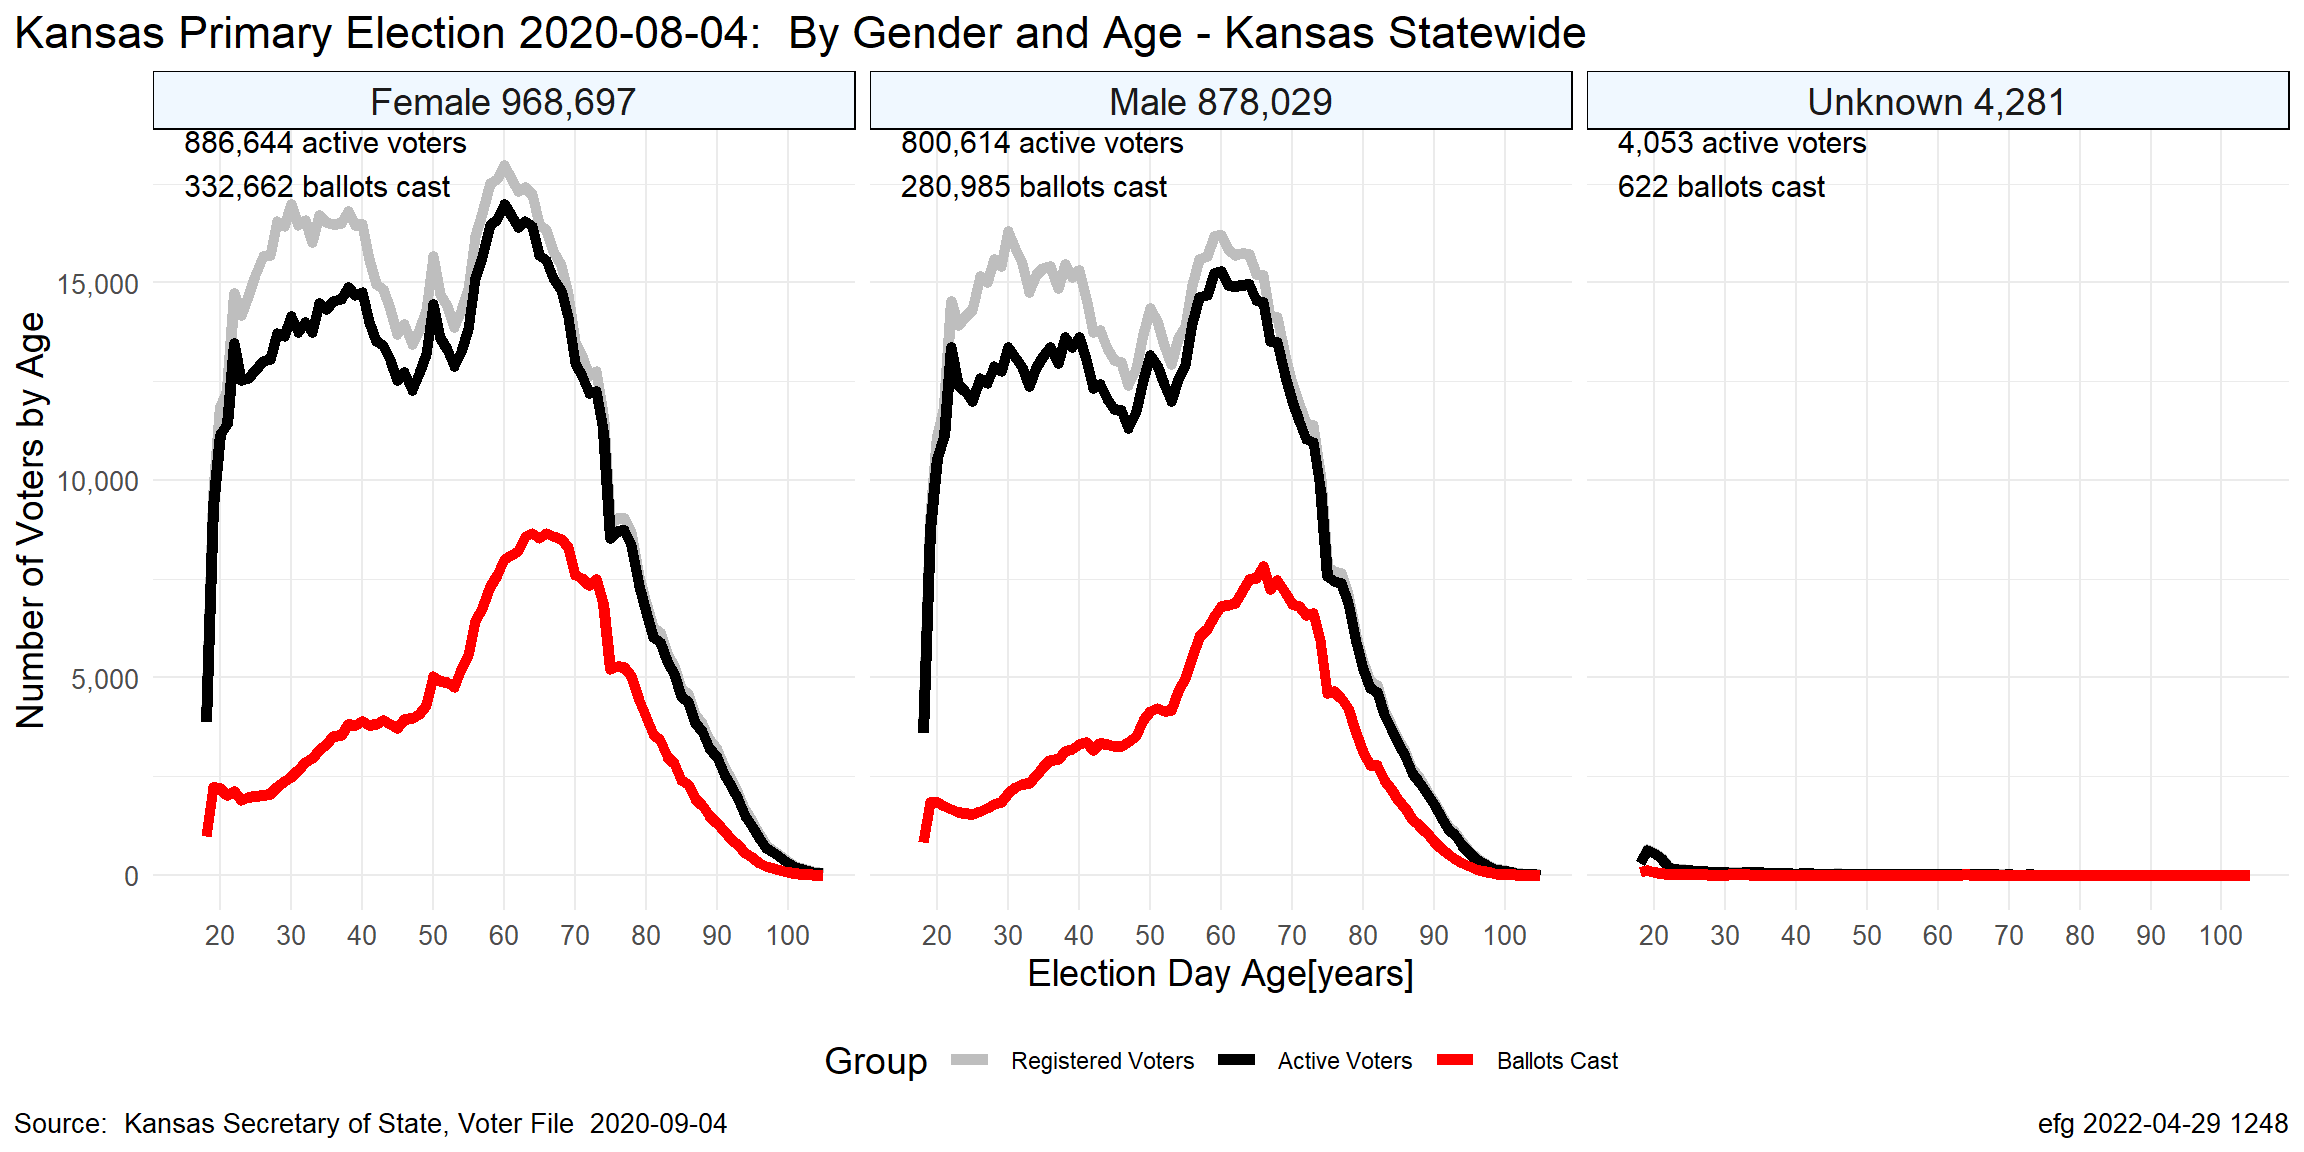 Kansas Primary Election 2020-08-04:  By Gender and Age - Kansas Statewide
Female 968,697
Male 878,029
Unknown 4,281
886,644 active voters
332,662 ballots cast
800,614 active voters
280,985 ballots cast
4,053 active voters
622 ballots cast
Number of Voters by Age
15,000
10,000
5,000
0
20 30 40 50 60 70 80 90 100
20 30 40 50 60 70 80 90 100
20 30 40 50 60 70 80 90 100
Election Day Age[years]
Group Registered Voters Active Voters Ballots Cast
Source:  Kansas Secretary of State, Voter File  2020-09-04
efg 2022-04-29 1248